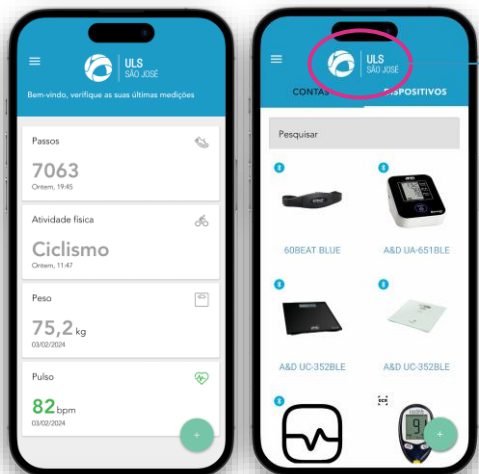 ULS
SÃO JOSÉ
Bem-vindo, verifique as suas últimas medições
Passos
7063
Ontem, 19:45
Atividade física
Ciclismo
Ontem, 11:47
Peso
75,2 kg
03/02/2024
Pulso
82 bpm
03/02/2024
+
ULS
SÃO JOSÉ
CONTAS
DISPOSITIVOS
Pesquisar
60BEAT BLUE
A&D UA-651BLE
A&D UC-352BLE
A&D UC-352BLE
OCR
+